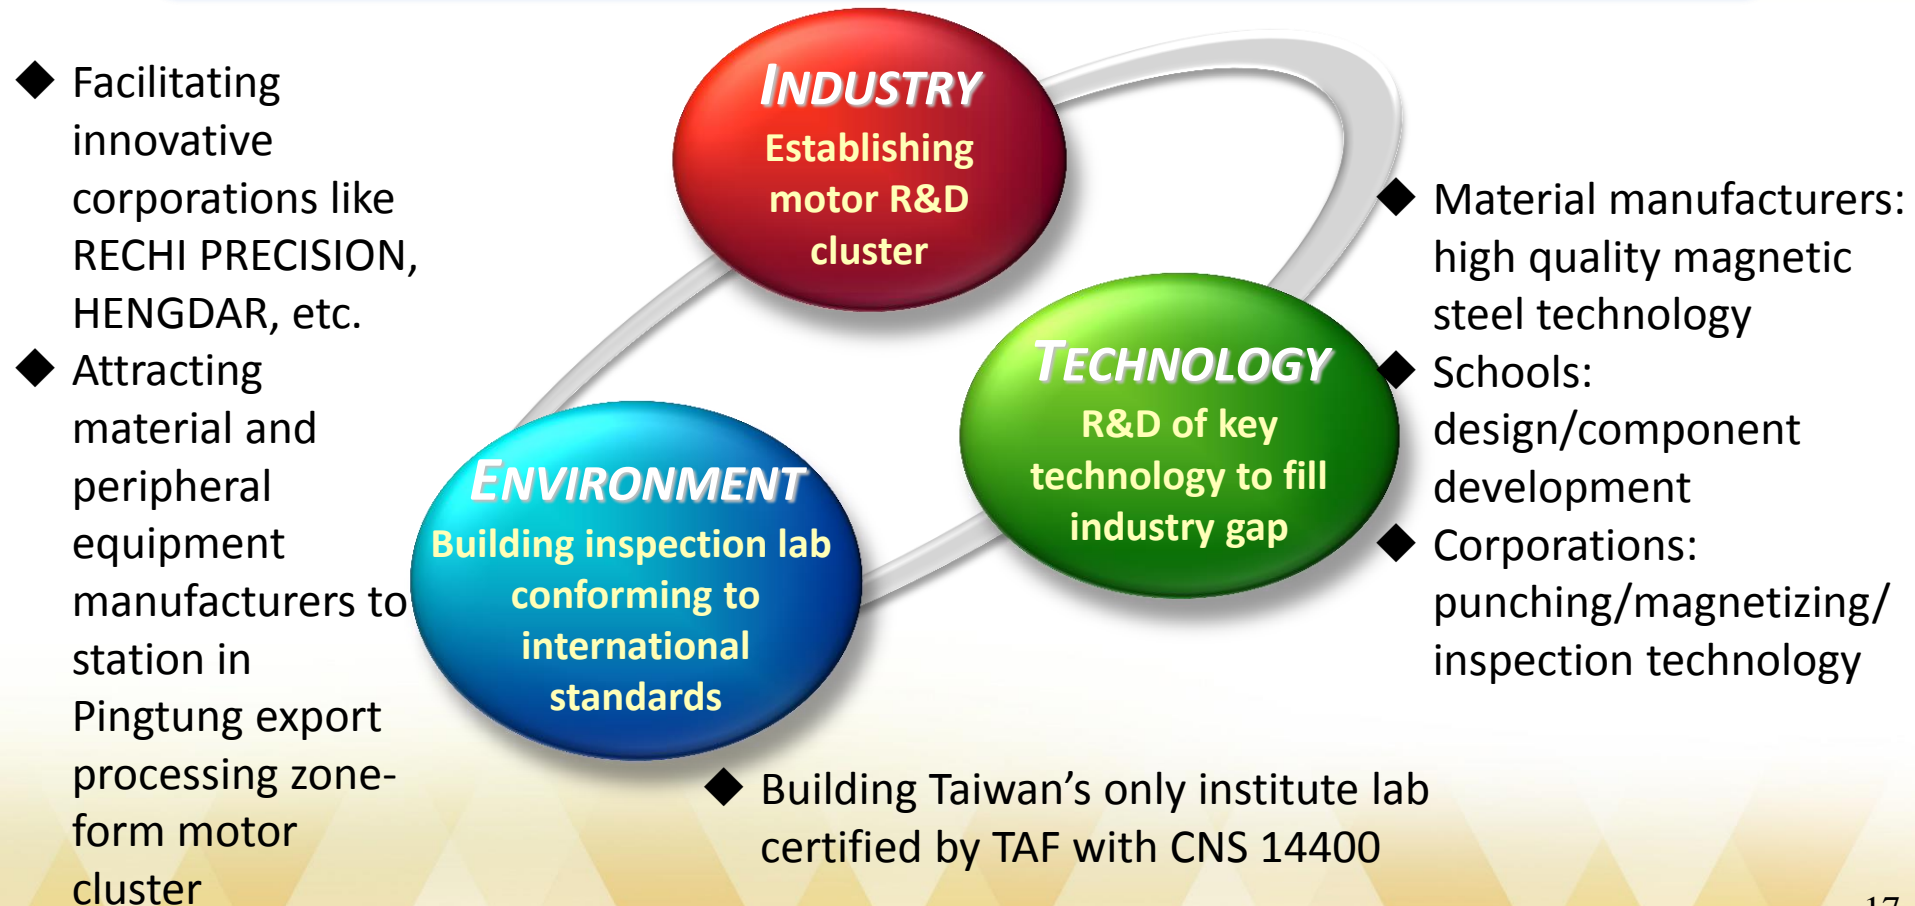 ◆ Facilitating
innovative
corporations like
RECHI PRECISION,
HENGDAR, etc.
◆ Attracting
material and
peripheral
equipment
manufacturers to
station in
Pingtung export
processing zone-
form motor
cluster
INDUSTRY
Establishing
motor R&D
cluster
TECHNOLOGY
R&D of key
technology to fill
industry gap
ENVIRONMENT
Building inspection lab
conforming to
international
standards
◆ Material manufacturers:
high quality magnetic
steel technology
◆ Schools:
design/component
development
◆ Corporations:
punching/magnetizing/
inspection technology
◆ Building Taiwan’s only institute lab
certified by TAF with CNS 14400
17